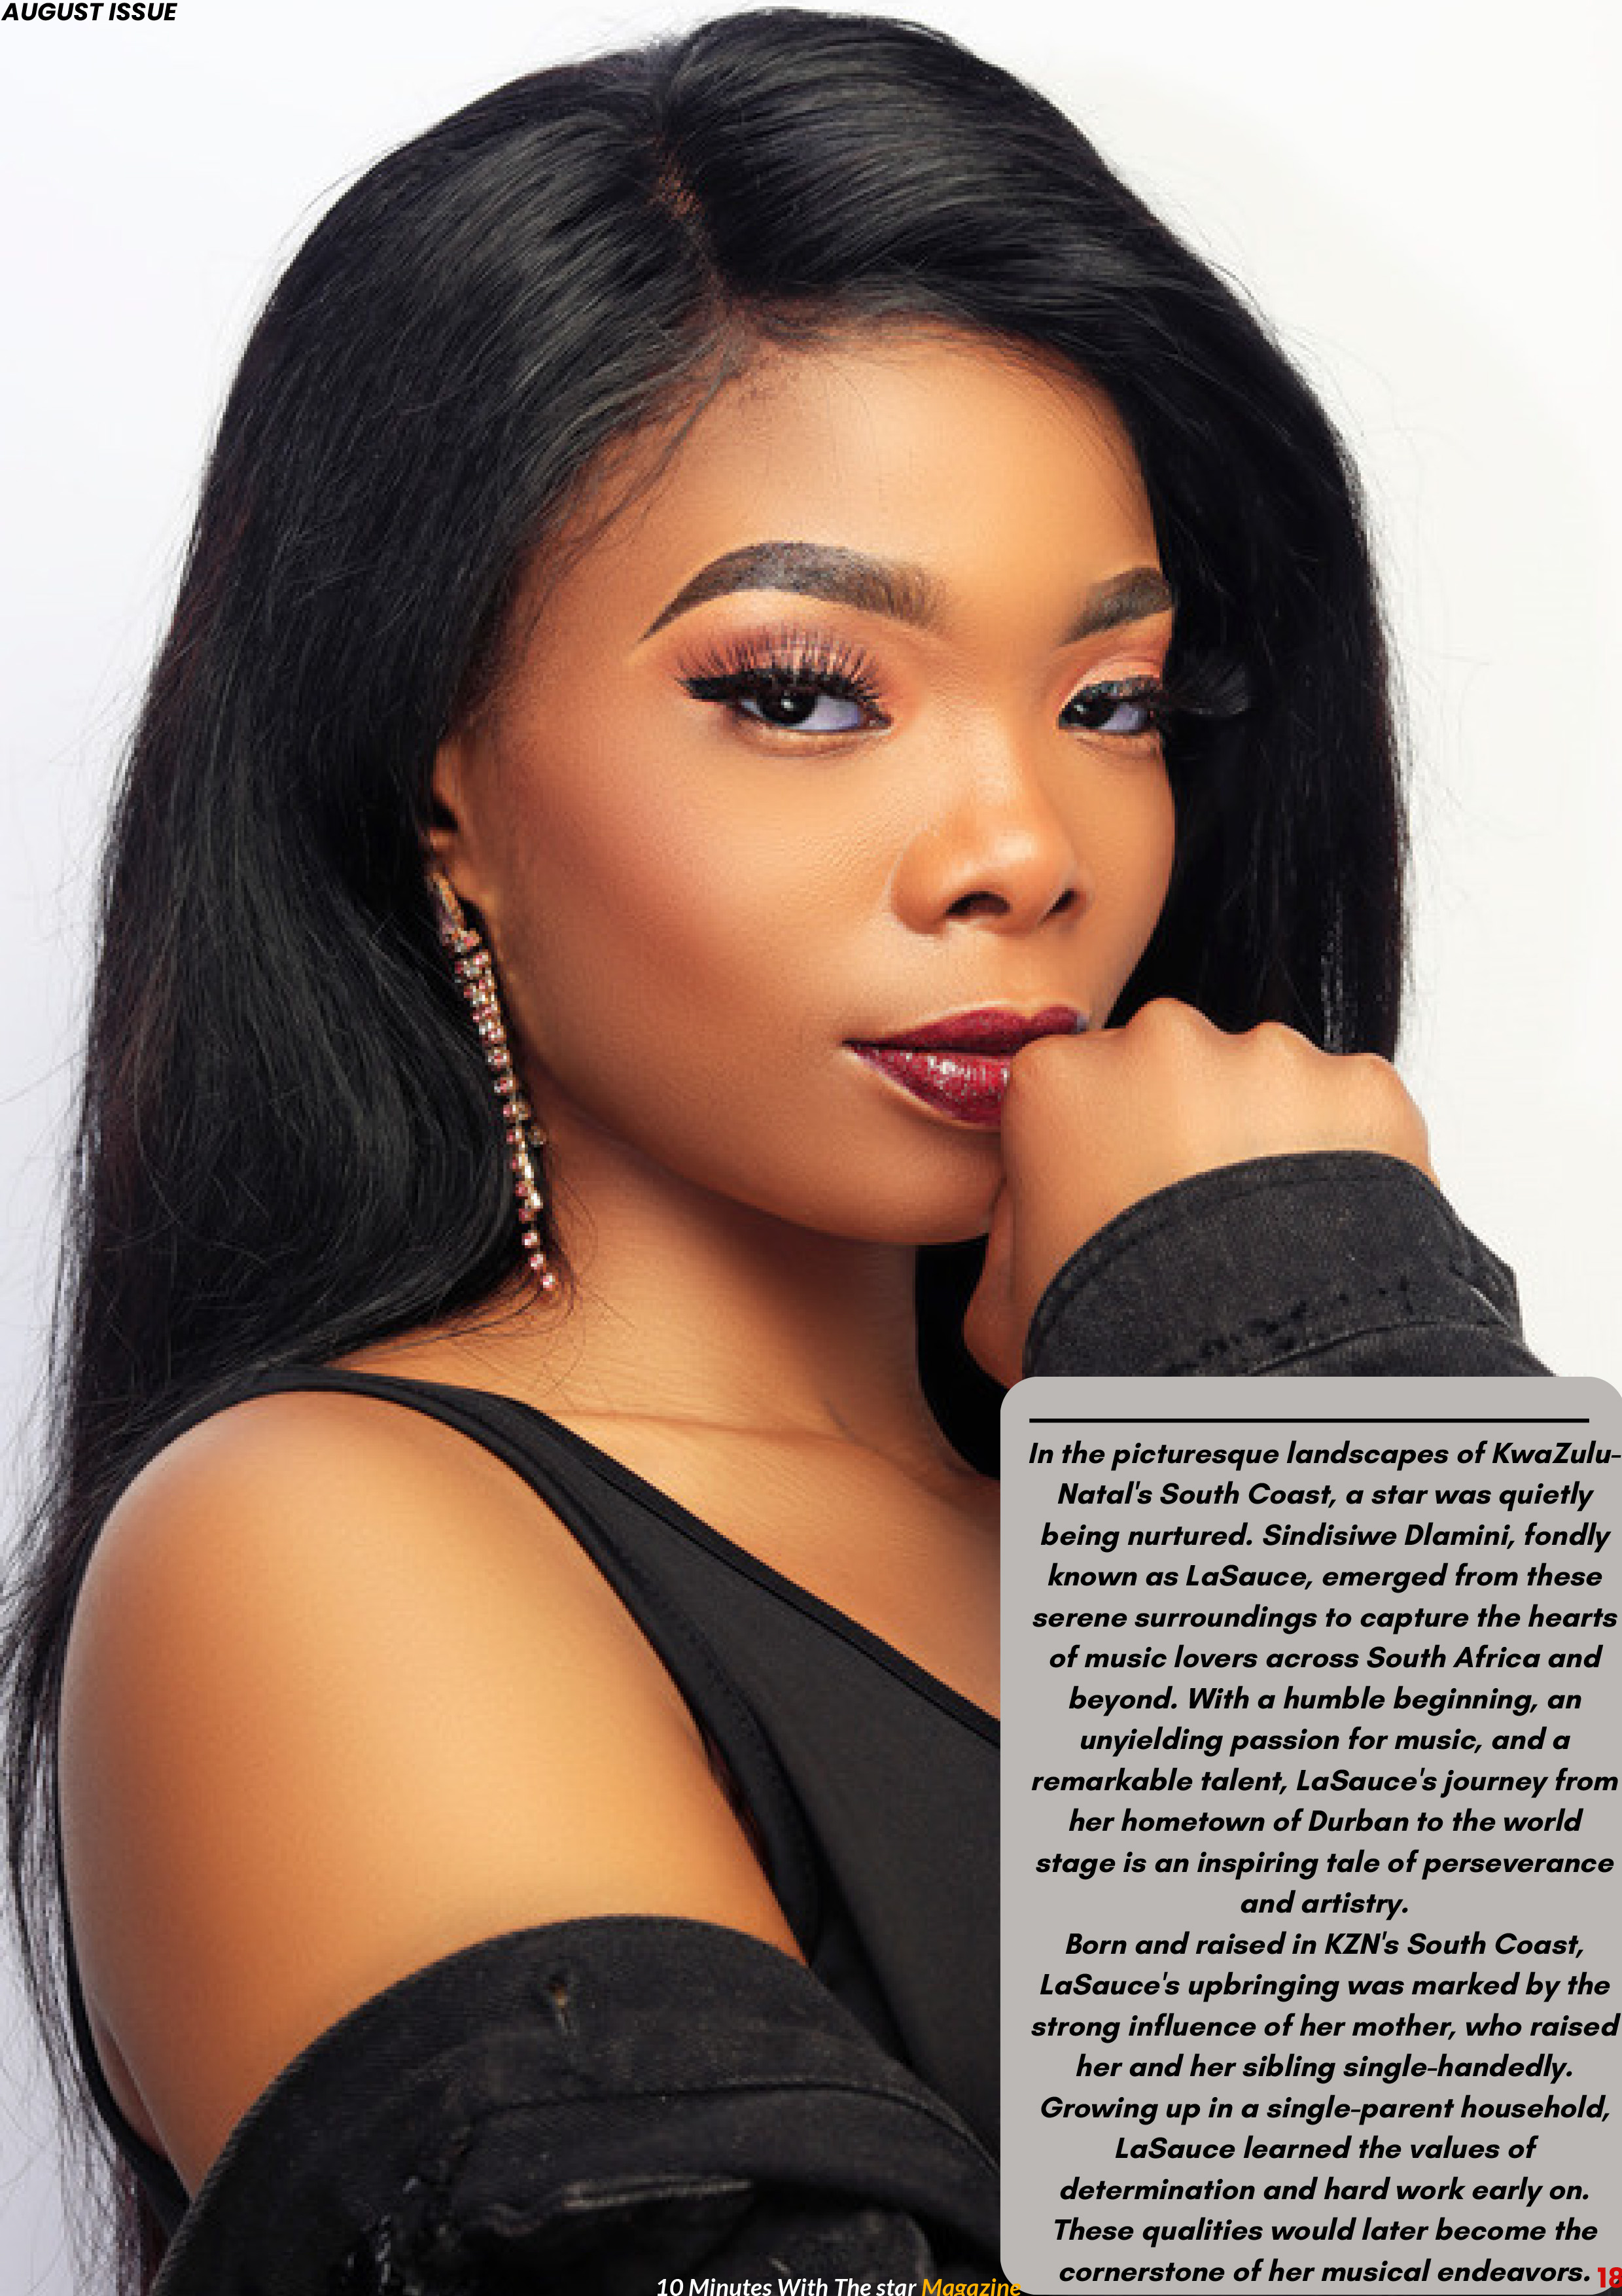 AUGUST ISSUE
In the picturesque landscapes of KwaZulu-
Natal's South Coast, a star was quietly
being nurtured. Sindisiwe Dlamini, fondly
known as LaSauce, emerged from these
serene surroundings to capture the hearts
of music lovers across South Africa and
beyond. With a humble beginning, an
unyielding passion for music, and a
remarkable talent, LaSauce's journey from
her hometown of Durban to the world
stage is an inspiring tale of perseverance
and artistry.
Born and raised in KZN's South Coast,
LaSauce's upbringing was marked by the
strong influence of her mother, who raised
her and her sibling single-handedly.
Growing up in a single-parent household,
LaSauce learned the values of
determination and hard work early on.
These qualities would later become the
cornerstone of her musical endeavors.
10 Minutes With The star Magazine
18